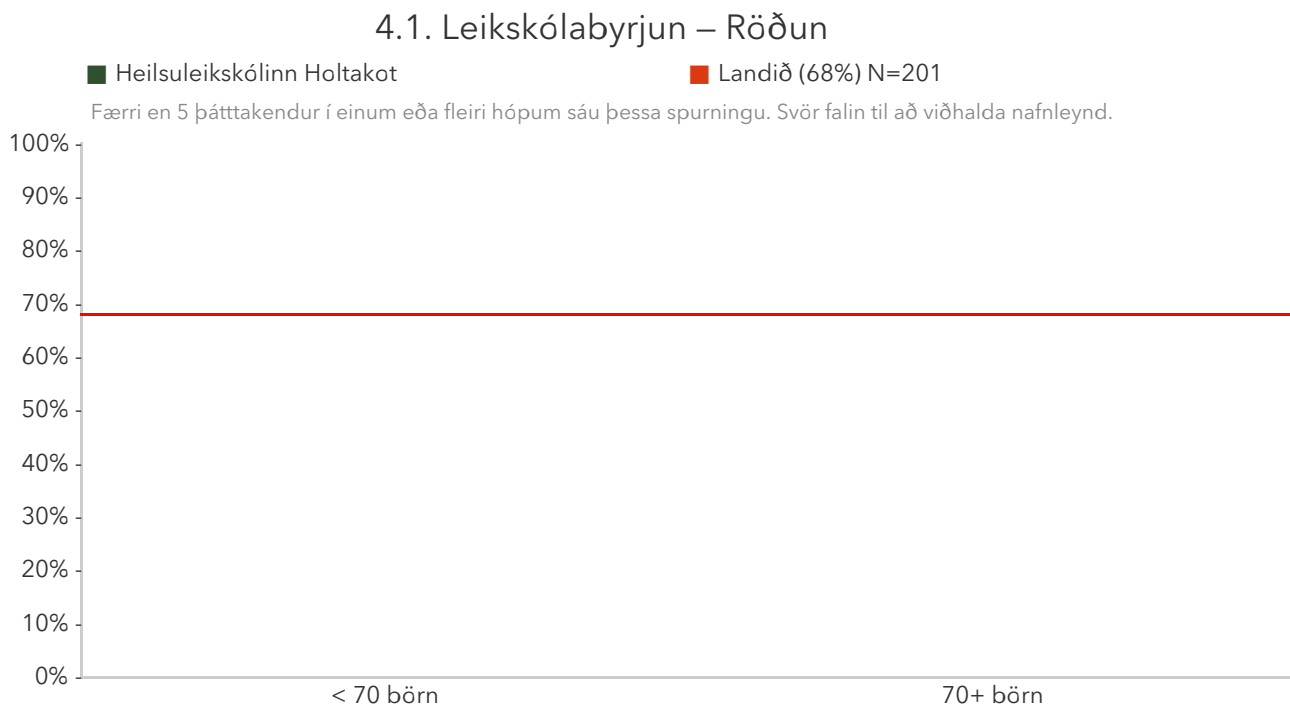 4.1. Leikskólabyrjun – Röðun
Heilsuleikskólinn Holtakot
Landið (68%) N=201
Færri en 5 þátttakendur í einum eða fleiri hópum sáu þessa spurningu. Svör falin til að viðhalda nafnleynd.
100%
90%
80%
70%
60%
50%
40%
30%
20%
10%
0%
< 70 börn
70+ börn